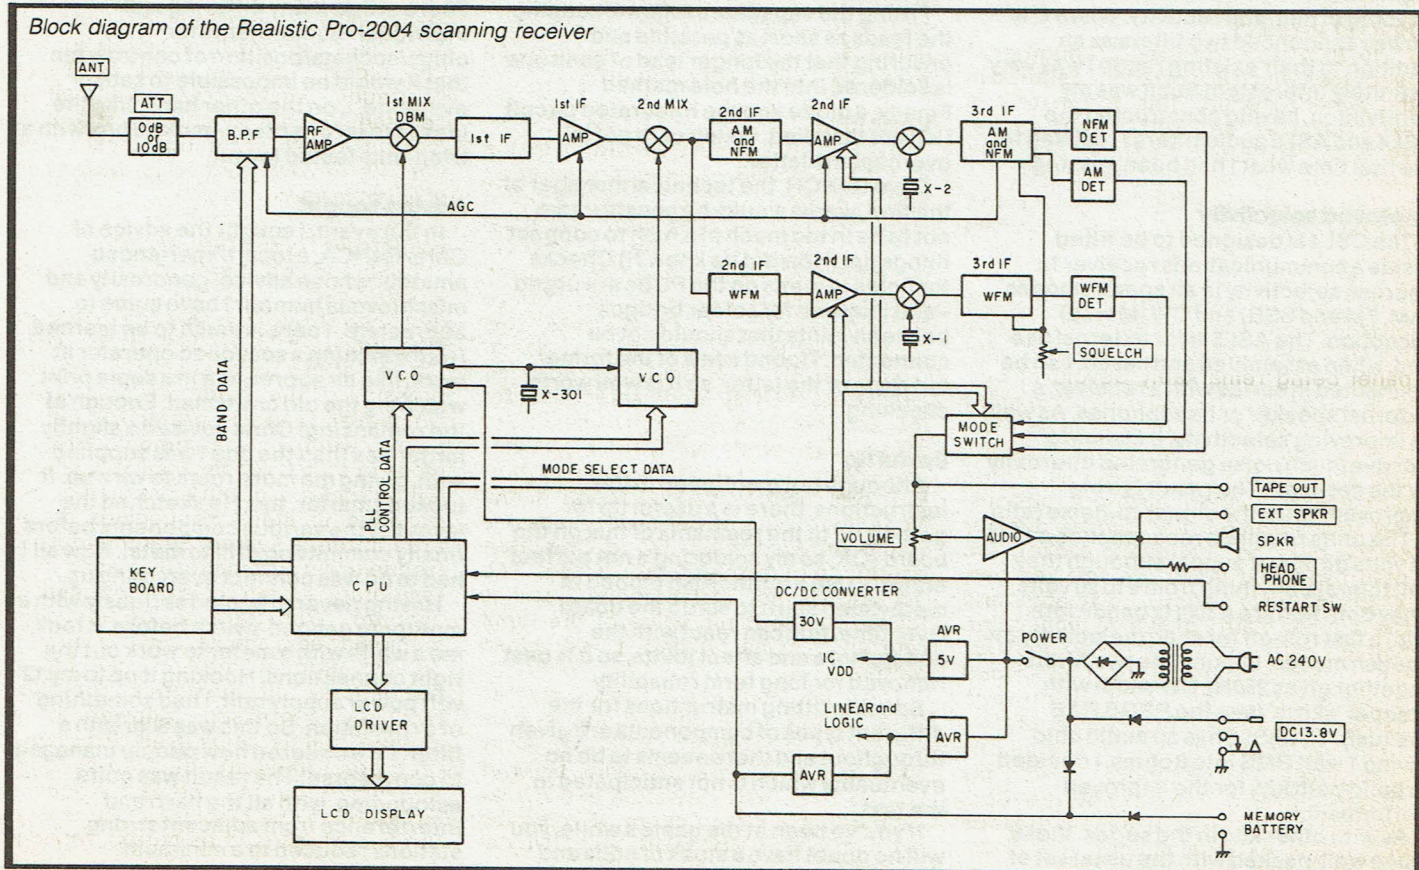 Block diagram of the Realistic Pro-2004 scanning receiver
ANT
ATT
0dB
10dB
B.P.F
RF
AMP
1st MIX
DBM
1st IF
1st IF
AMP
2nd MIX
2nd IF
AM
and
NFM
2nd IF
AMP
X-2
3rd IF
AM
and
NFM
NFM
DET
AM
DET
AGC
2nd IF
WFM
2nd IF
AMP
X-1
3rd IF
WFM
WFM
DET
SQUELCH
BAND DATA
VCO
X-301
VCO
MODE
SWITCH
PLL
CONTROL DATA
MODE SELECT DATA
TAPE OUT
EXT SPKR
SPKR
HEAD
PHONE
RESTART SW
VOLUME
AUDIO
KEY
BOARD
CPU
DC/DC CONVERTER
30V
IC
VDD
AVR
5V
POWER
AC 240V
LINEAR and
LOGIC
AVR
AVR
DC13.8V
LCD
DRIVER
LCD DISPLAY
MEMORY
BATTERY